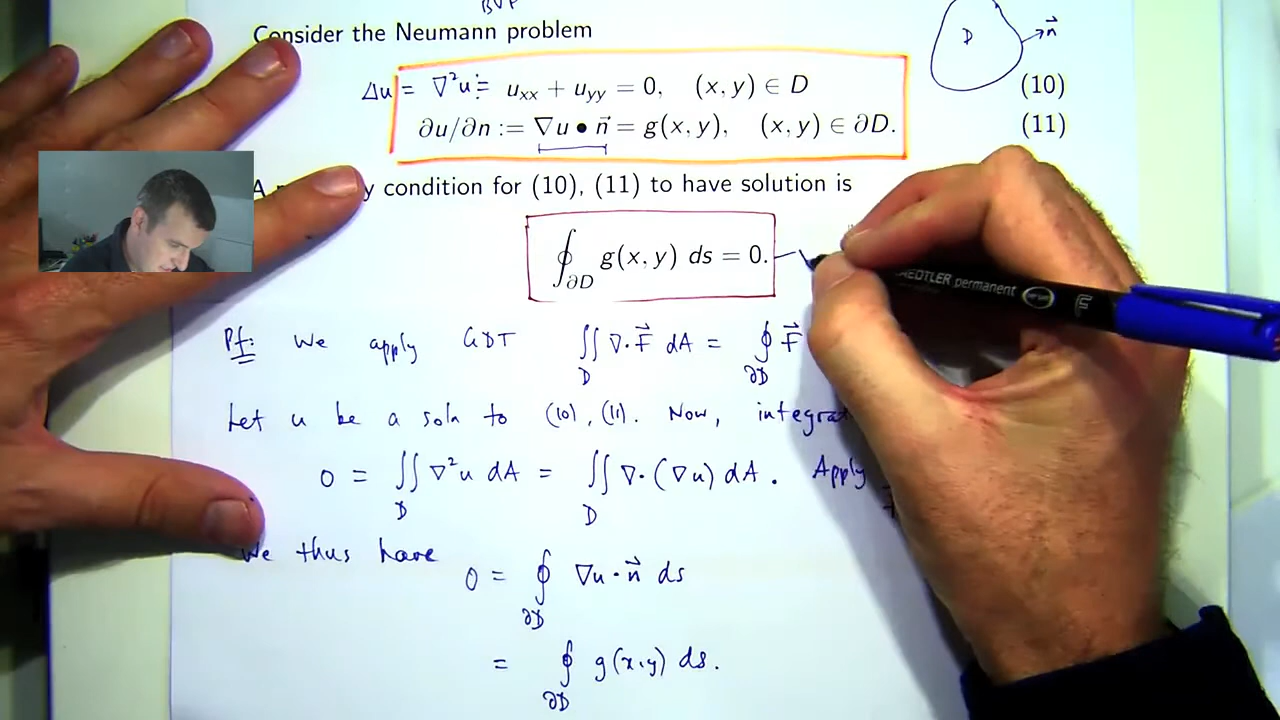 BVP
Consider the Neumann problem
D n⃗
Δu = ∇²u := u_xx + u_yy = 0, (x, y) ∈ D (10)
∂u/∂n := ∇u • n⃗ = g(x, y), (x, y) ∈ ∂D. (11)
A condition for (10), (11) to have solution is
∮_∂D g(x, y) ds = 0.
Pf: We apply GDT ∬_D ∇·F⃗ dA = ∮_∂D F⃗
Let u be a soln to (10), (11). Now,
0 = ∬_D ∇²u dA = ∬_D ∇·(∇u) dA. Apply
We thus have
0 = ∮_∂D ∇u·n⃗ ds
= ∮_∂D g(x,y) ds.
STAEDTLER permanent F